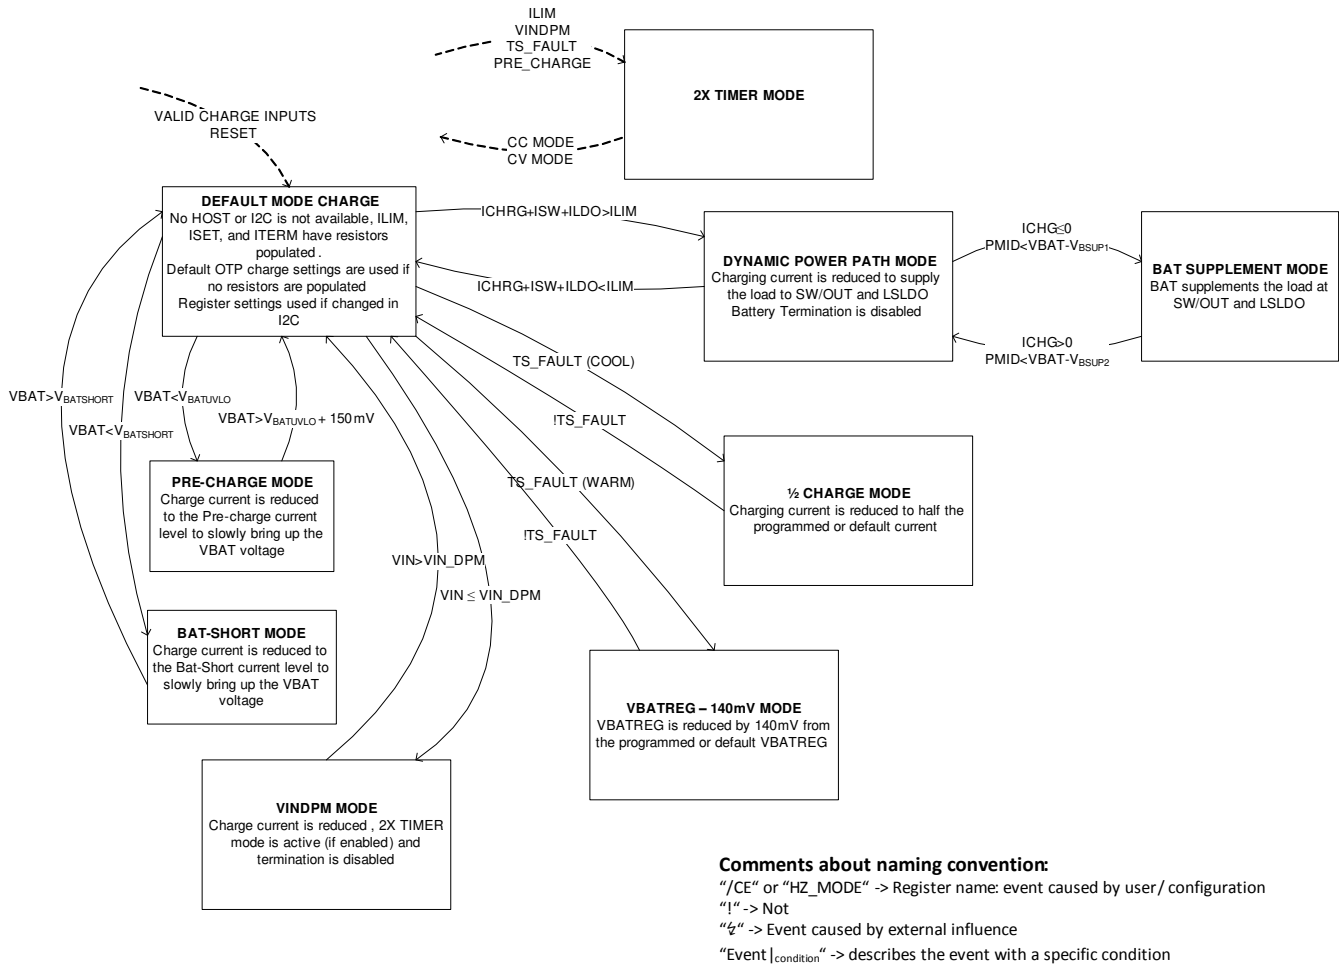 ILIM
VINDPM
TS_FAULT
PRE_CHARGE
2X TIMER MODE
VALID CHARGE INPUTS
RESET
CC MODE
CV MODE
DEFAULT MODE CHARGE
No HOST or I2C is not available, ILIM,
ISET, and ITERM have resistors
populated .
Default OTP charge settings are used if
no resistors are populated
Register settings used if changed in
I2C
ICHRG+ISW+ILDO>ILIM
ICHRG+ISW+ILDO<ILIM
DYNAMIC POWER PATH MODE
Charging current is reduced to supply
the load to SW/OUT and LSLDO
Battery Termination is disabled
ICHG≤0
PMID<VBAT-VBSUP1
ICHG>0
PMID<VBAT-VBSUP2
BAT SUPPLEMENT MODE
BAT supplements the load at
SW/OUT and LSLDO
TS_FAULT (COOL)
!TS_FAULT
VBAT>VBATSHORT
VBAT<VBATSHORT
VBAT<VBATUVLO
VBAT>VBATUVLO + 150mV
PRE-CHARGE MODE
Charge current is reduced
to the Pre-charge current
level to slowly bring up the
VBAT voltage
½ CHARGE MODE
Charging current is reduced to half the
programmed or default current
TS_FAULT (WARM)
!TS_FAULT
VIN>VIN_DPM
VIN ≤ VIN_DPM
BAT-SHORT MODE
Charge current is reduced to
the Bat-Short current level to
slowly bring up the VBAT
voltage
VBATREG – 140mV MODE
VBATREG is reduced by 140mV from
the programmed or default VBATREG
VINDPM MODE
Charge current is reduced , 2X TIMER
mode is active (if enabled) and
termination is disabled
Comments about naming convention:
“/CE“ or “HZ_MODE“ -> Register name: event caused by user/ configuration
“!“ -> Not
“↯“ -> Event caused by external influence
“Event|condition“ -> describes the event with a specific condition